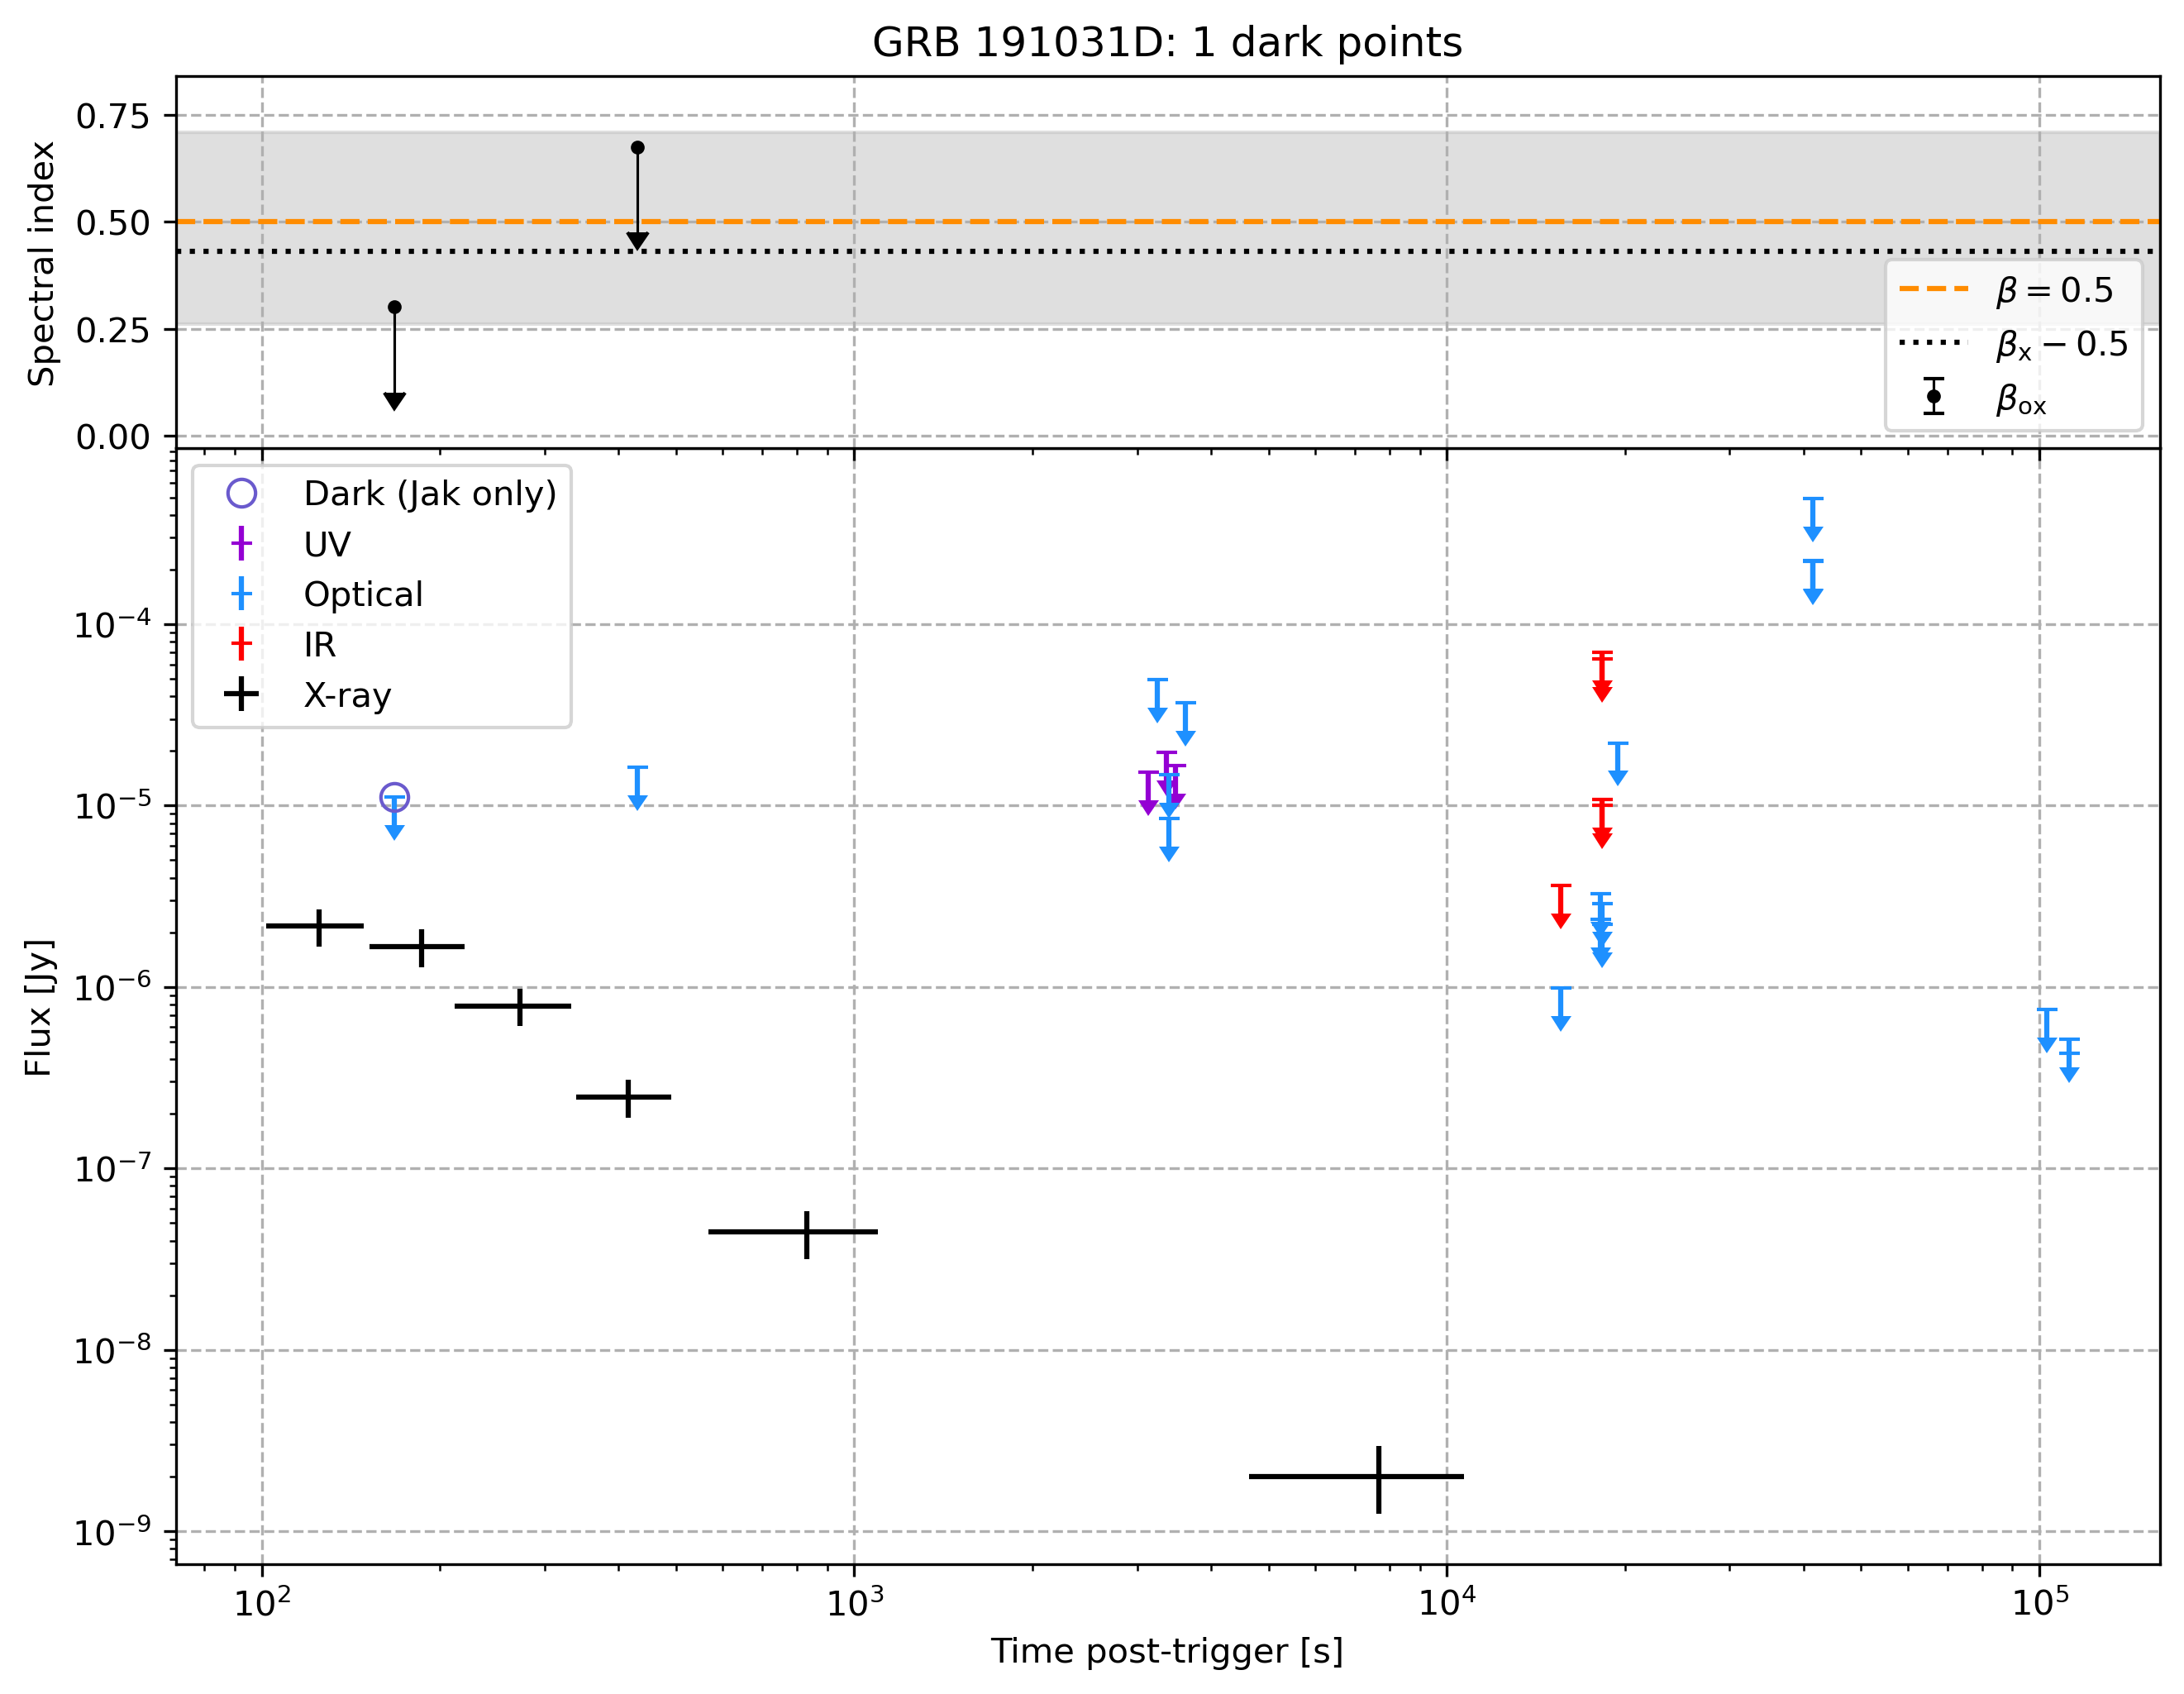 GRB 191031D: 1 dark points
Spectral index
0.75
0.50
0.25
0.00
β = 0.5
βₓ − 0.5
βₒₓ
Dark (Jak only)
UV
Optical
IR
X-ray
Flux [Jy]
10⁻⁴
10⁻⁵
10⁻⁶
10⁻⁷
10⁻⁸
10⁻⁹
10² 10³ 10⁴ 10⁵
Time post-trigger [s]